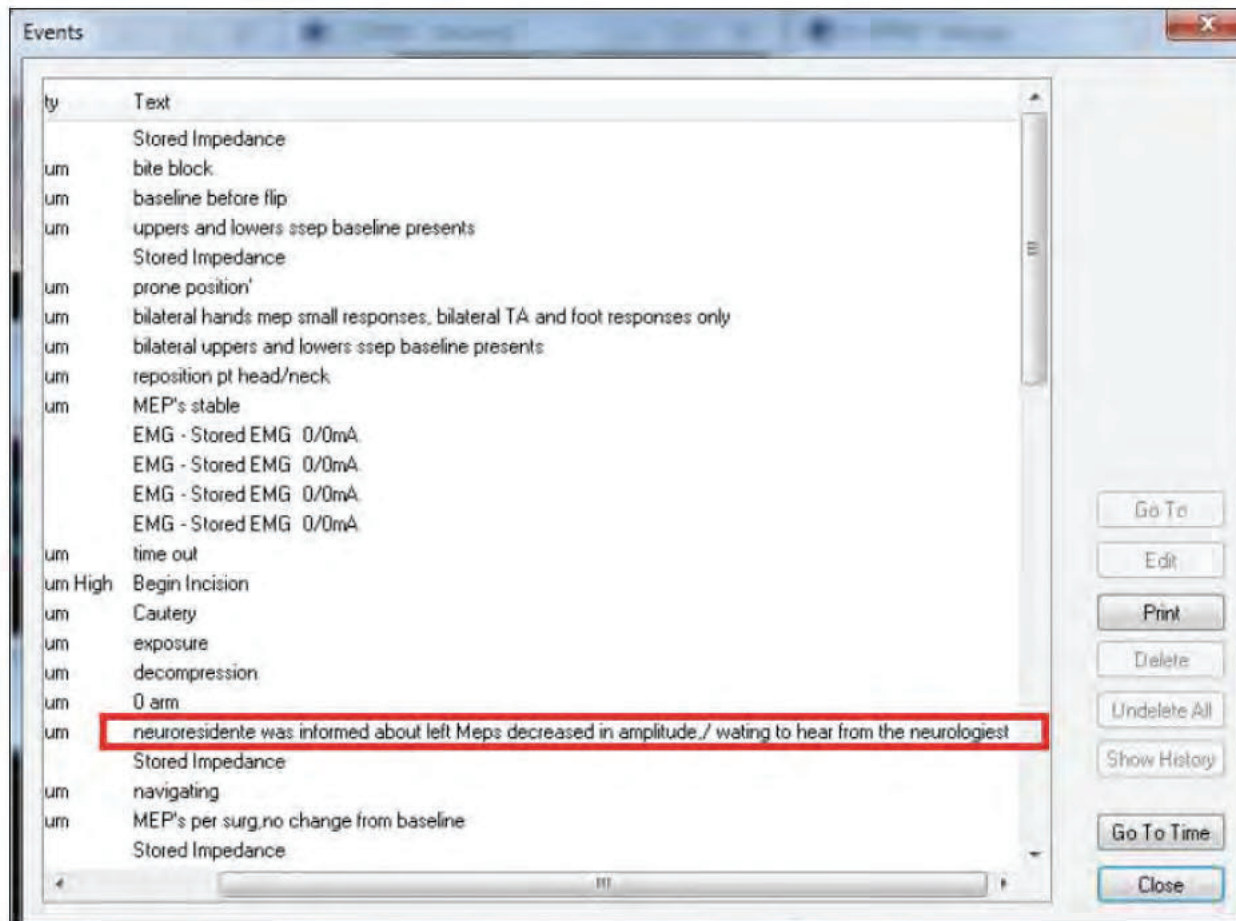 Events
ty Text
Stored Impedance
um bite block
um baseline before flip
um uppers and lowers ssep baseline presents
Stored Impedance
um prone position'
um bilateral hands mep small responses, bilateral TA and foot responses only
um bilateral uppers and lowers ssep baseline presents
um reposition pt head/neck
um MEP's stable
EMG - Stored EMG 0/0mA
EMG - Stored EMG 0/0mA
EMG - Stored EMG 0/0mA
EMG - Stored EMG 0/0mA
um time out
um High Begin Incision
um Cautery
um exposure
um decompression
um 0 arm
um neuroresidente was informed about left Meps decreased in amplitude,/ wating to hear from the neurologiest
Stored Impedance
um navigating
um MEP's per surg,no change from baseline
Stored Impedance
Go To
Edit
Print
Delete
Undelete All
Show History
Go To Time
Close